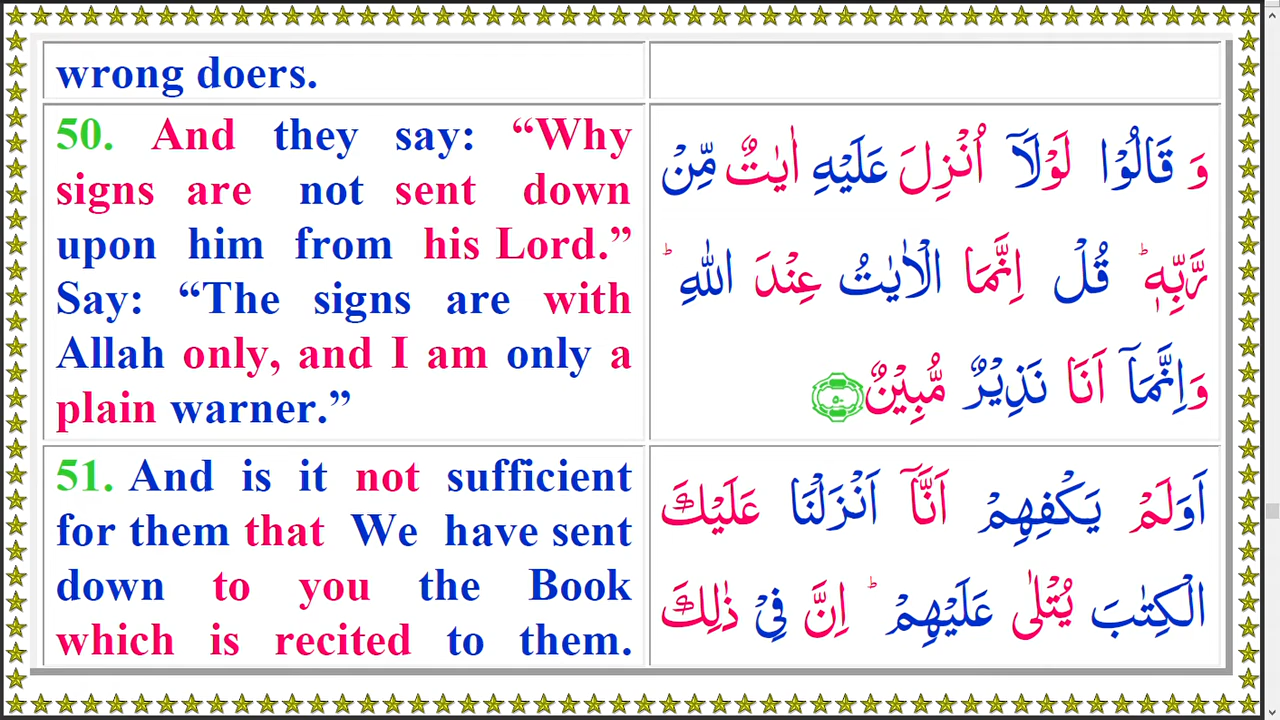 wrong doers.
50. And they say: “Why
signs are not sent down
upon him from his Lord.”
Say: “The signs are with
Allah only, and I am only a
plain warner.”
وَ قَالُوْا لَوْلَاۤ اُنْزِلَ عَلَيْهِ اٰيٰتٌ مِّنْ
رَّبِّهٖ ؕ قُلْ اِنَّمَا الْاٰيٰتُ عِنْدَ اللّٰهِ ؕ
وَاِنَّمَاۤ اَنَا نَذِيْرٌ مُّبِيْنٌ ۵۰
51. And is it not sufficient
for them that We have sent
down to you the Book
which is recited to them.
اَوَلَمْ يَكْفِهِمْ اَنَّاۤ اَنْزَلْنَا عَلَيْكَ
الْكِتٰبَ يُتْلٰى عَلَيْهِمْ ؕ اِنَّ فِيْ ذٰلِكَ